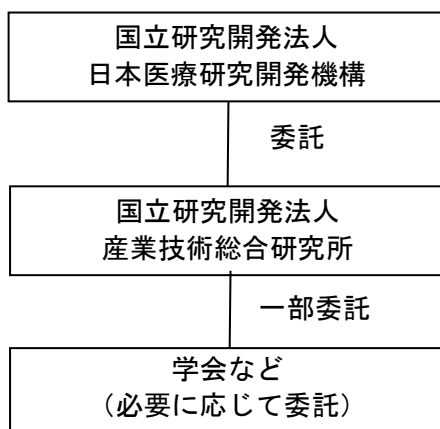 国立研究開発法人
日本医療研究開発機構
委託
国立研究開発法人
産業技術総合研究所
一部委託
学会など
（必要に応じて委託）